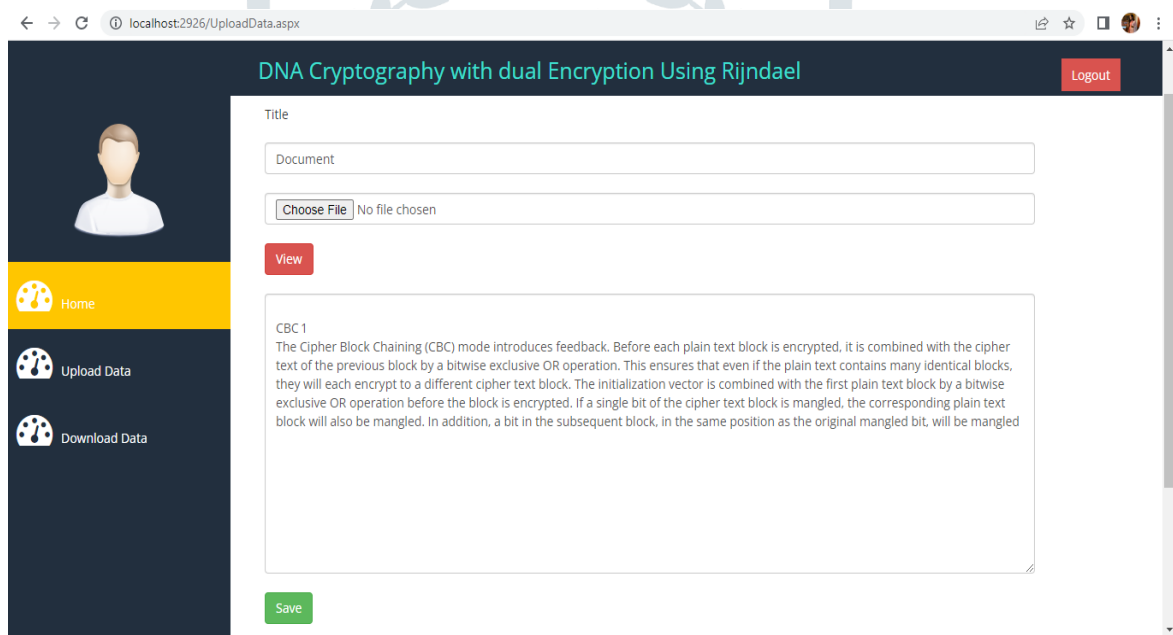 localhost:2926/UploadData.aspx
DNA Cryptography with dual Encryption Using Rijndael
Logout
Title
Document
Choose File No file chosen
View
Home
Upload Data
Download Data
CBC 1
The Cipher Block Chaining (CBC) mode introduces feedback. Before each plain text block is encrypted, it is combined with the cipher
text of the previous block by a bitwise exclusive OR operation. This ensures that even if the plain text contains many identical blocks,
they will each encrypt to a different cipher text block. The initialization vector is combined with the first plain text block by a bitwise
exclusive OR operation before the block is encrypted. If a single bit of the cipher text block is mangled, the corresponding plain text
block will also be mangled. In addition, a bit in the subsequent block, in the same position as the original mangled bit, will be mangled
Save